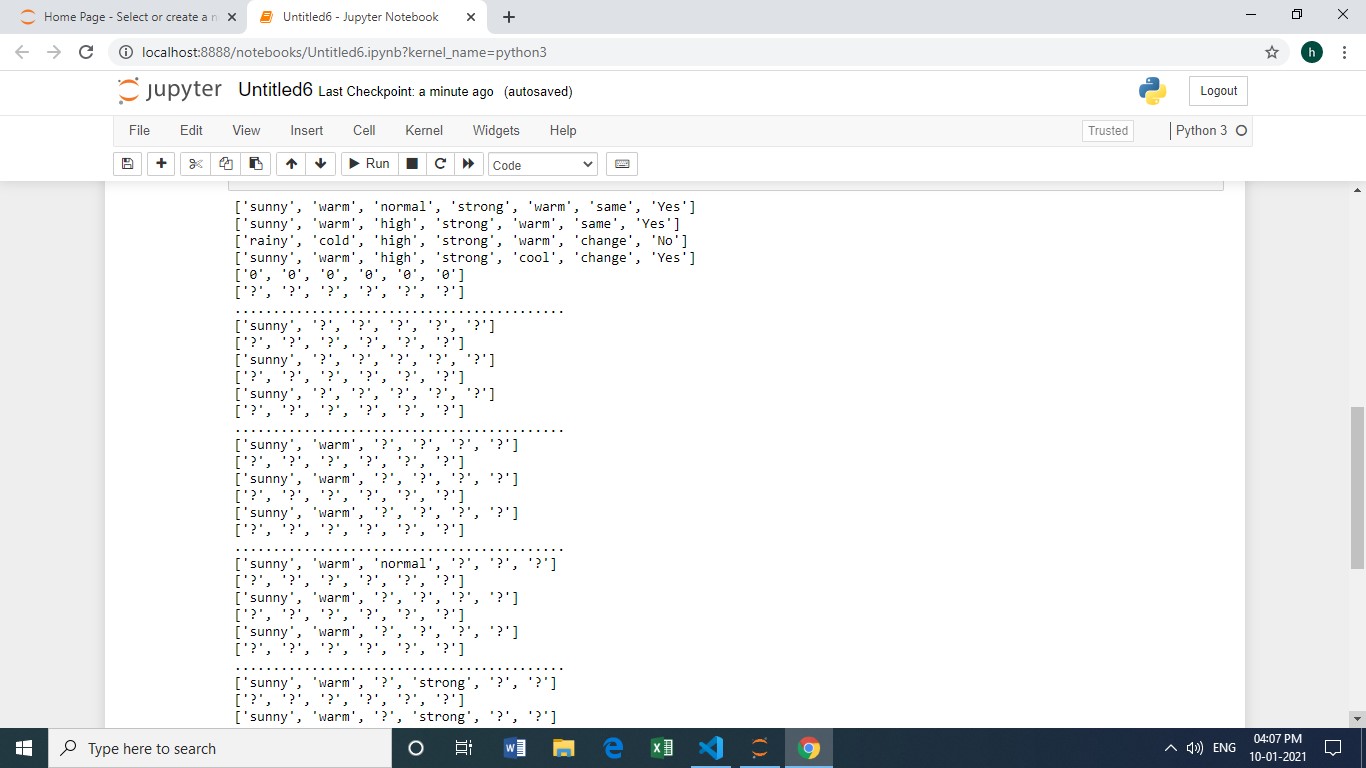 Home Page - Select or create a n
Untitled6 - Jupyter Notebook
localhost:8888/notebooks/Untitled6.ipynb?kernel_name=python3
h
jupyter Untitled6 Last Checkpoint: a minute ago (autosaved)
Logout
File Edit View Insert Cell Kernel Widgets Help
Trusted
Python 3
Run
Code
['sunny', 'warm', 'normal', 'strong', 'warm', 'same', 'Yes']
['sunny', 'warm', 'high', 'strong', 'warm', 'same', 'Yes']
['rainy', 'cold', 'high', 'strong', 'warm', 'change', 'No']
['sunny', 'warm', 'high', 'strong', 'cool', 'change', 'Yes']
['0', '0', '0', '0', '0', '0']
['?', '?', '?', '?', '?', '?']
...........................................
['sunny', '?', '?', '?', '?', '?']
['?', '?', '?', '?', '?', '?']
['sunny', '?', '?', '?', '?', '?']
['?', '?', '?', '?', '?', '?']
['sunny', '?', '?', '?', '?', '?']
['?', '?', '?', '?', '?', '?']
...........................................
['sunny', 'warm', '?', '?', '?', '?']
['?', '?', '?', '?', '?', '?']
['sunny', 'warm', '?', '?', '?', '?']
['?', '?', '?', '?', '?', '?']
['sunny', 'warm', '?', '?', '?', '?']
['?', '?', '?', '?', '?', '?']
...........................................
['sunny', 'warm', 'normal', '?', '?', '?']
['?', '?', '?', '?', '?', '?']
['sunny', 'warm', '?', '?', '?', '?']
['?', '?', '?', '?', '?', '?']
['sunny', 'warm', '?', '?', '?', '?']
['?', '?', '?', '?', '?', '?']
...........................................
['sunny', 'warm', '?', 'strong', '?', '?']
['?', '?', '?', '?', '?', '?']
['sunny', 'warm', '?', 'strong', '?', '?']
Type here to search
ENG
04:07 PM
10-01-2021